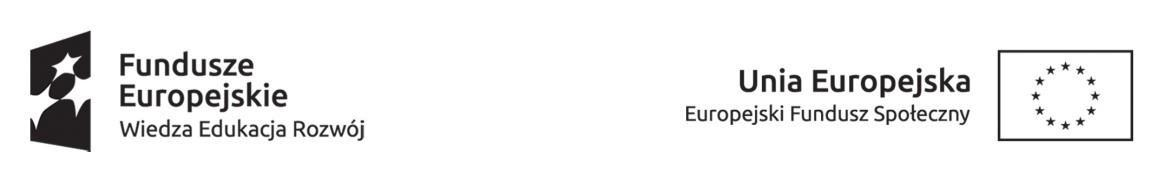 Fundusze
Europejskie
Wiedza Edukacja Rozwój
Unia Europejska
Europejski Fundusz Społeczny